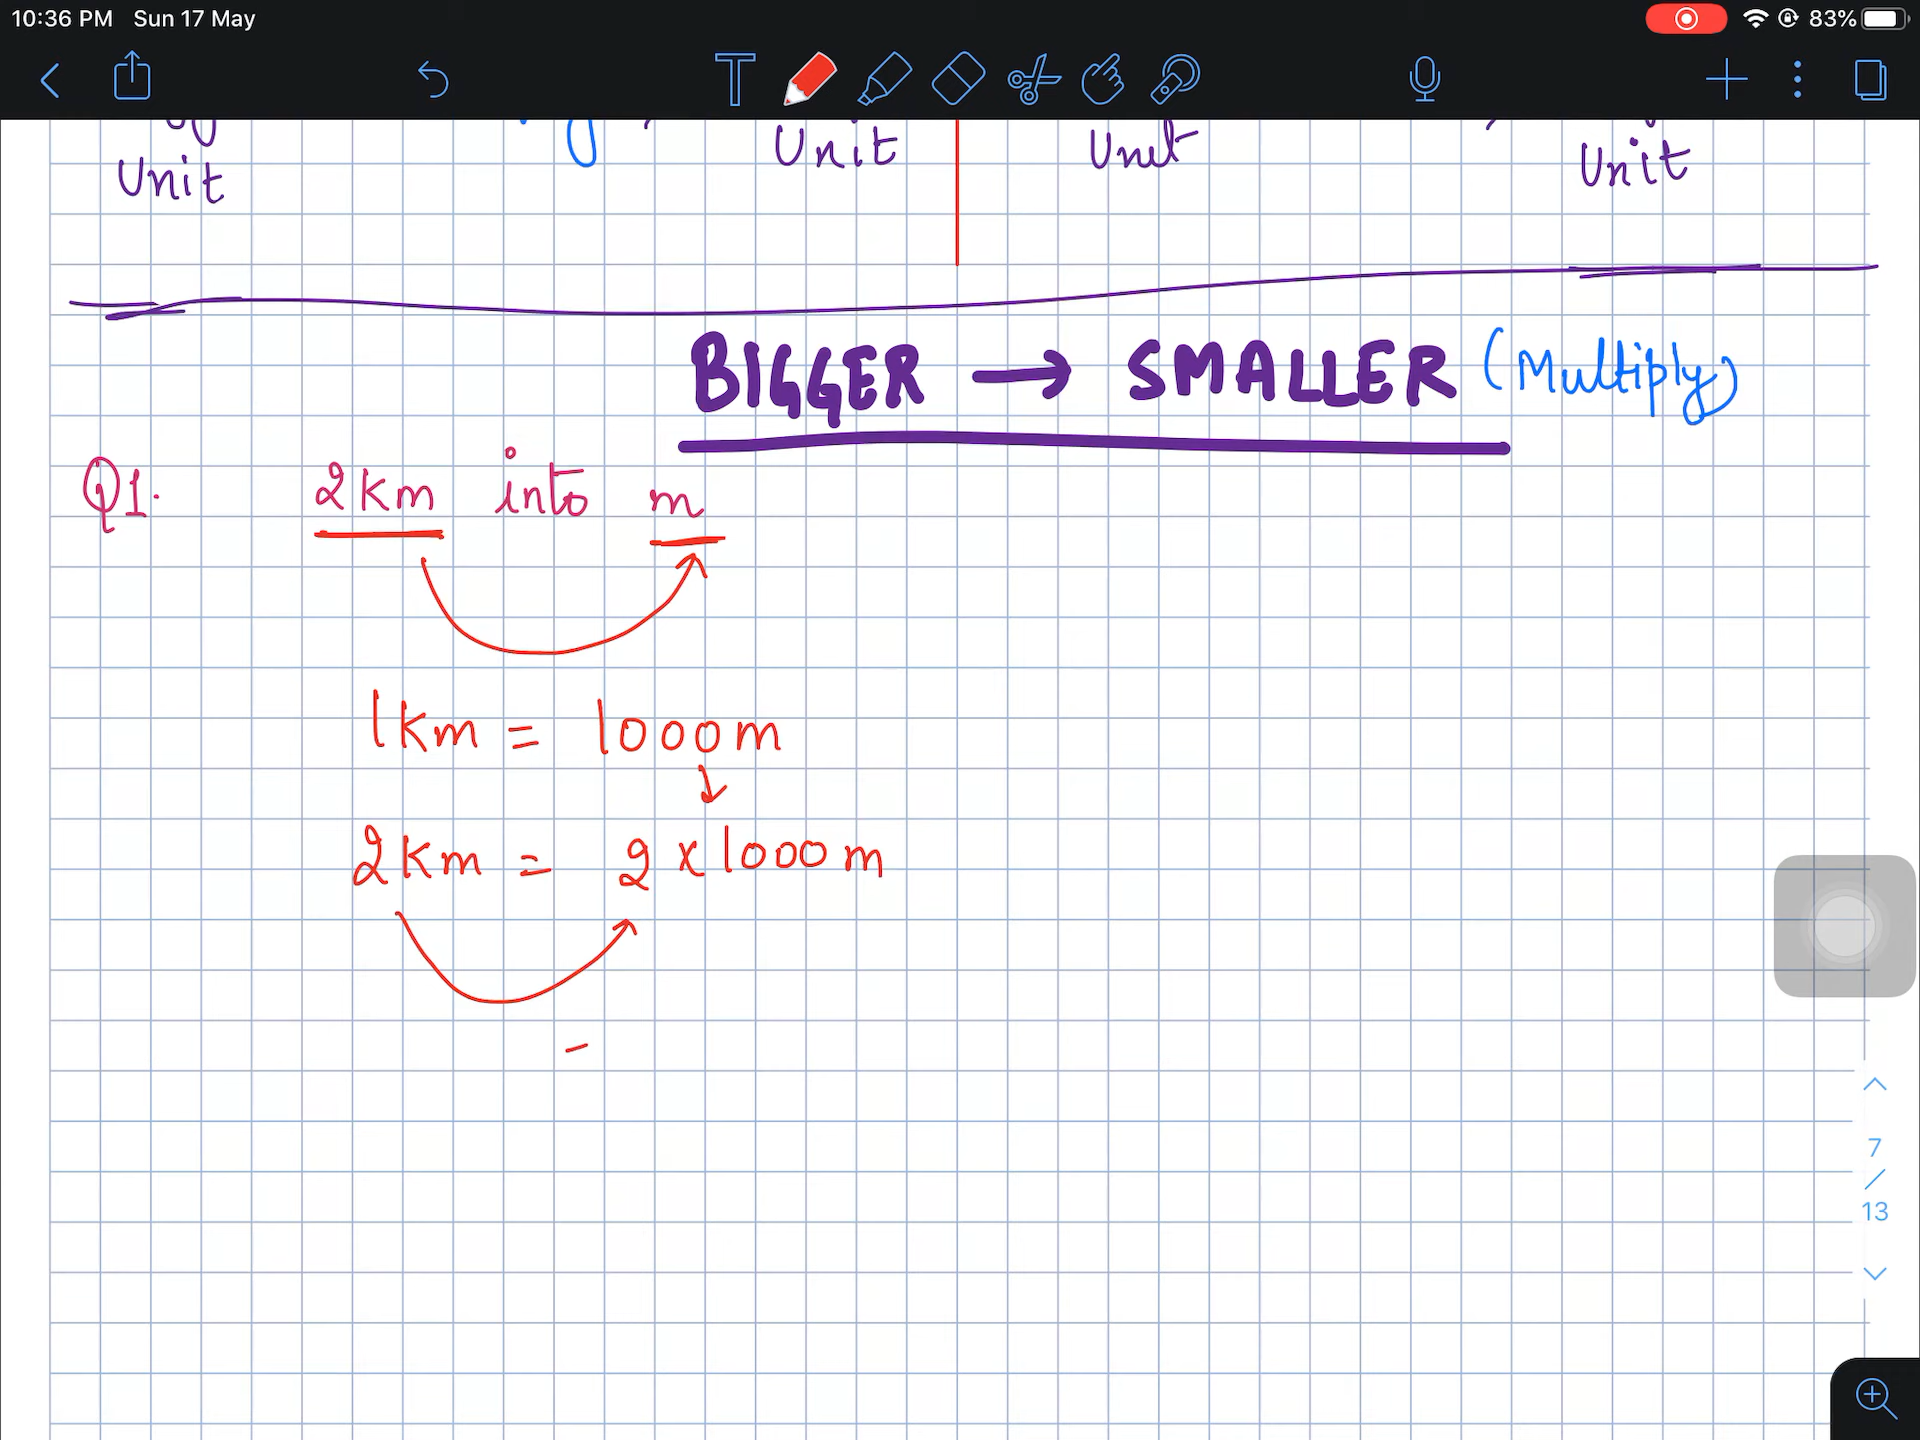 10:36 PM Sun 17 May 83%
Unit Unit Unit Unit
BIGGER → SMALLER (Multiply)
Q1. 2km into m
1km = 1000m
2km = 2 x 1000 m
7
/
13